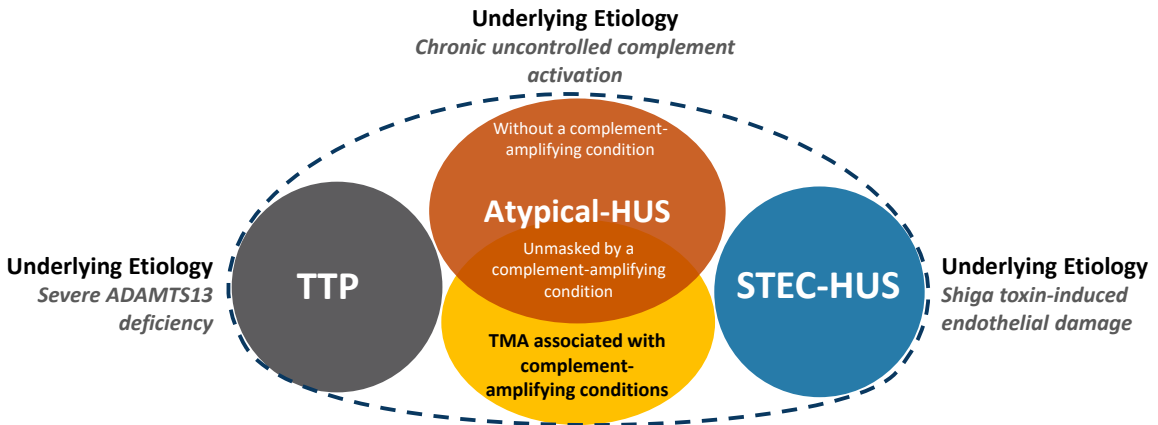 Underlying Etiology
Chronic uncontrolled complement
activation
Without a complement-
amplifying condition
Atypical-HUS
Unmasked by a
complement-amplifying
condition
TTP
STEC-HUS
Underlying Etiology
Severe ADAMTS13
deficiency
Underlying Etiology
Shiga toxin-induced
endothelial damage
TMA associated with
complement-
amplifying conditions